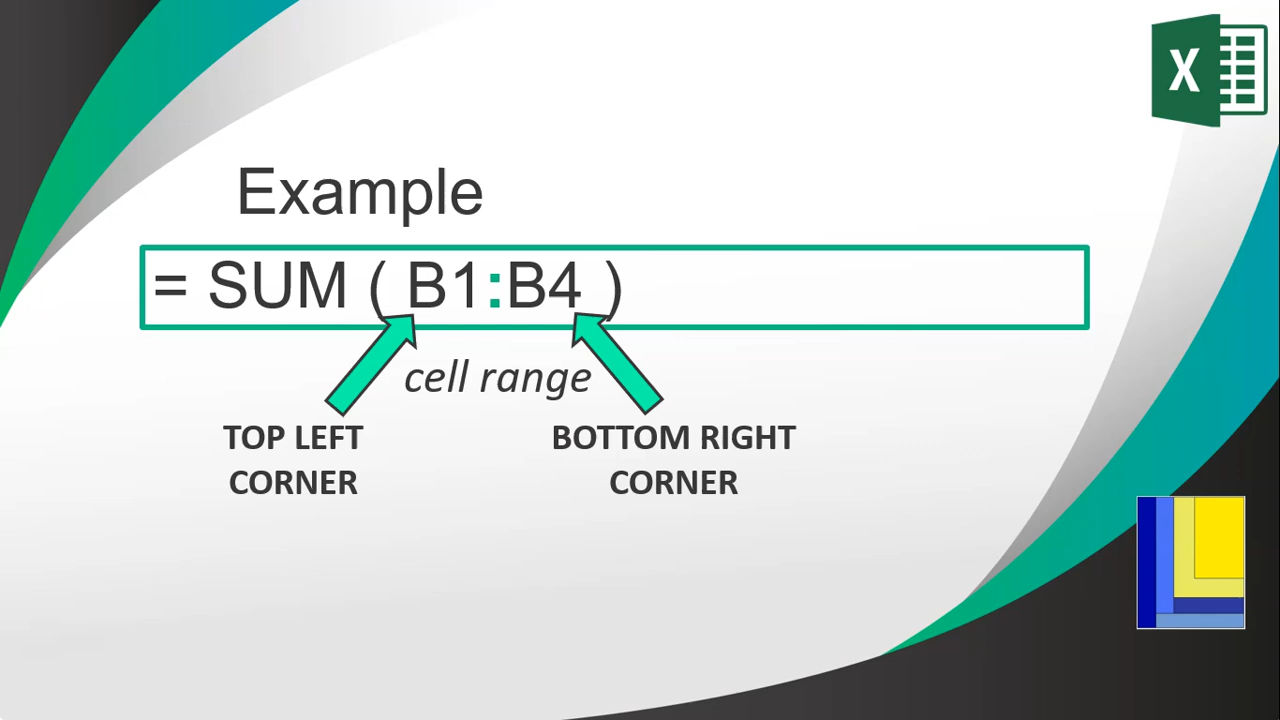 X
Example
= SUM ( B1:B4 )
cell range
TOP LEFT
CORNER
BOTTOM RIGHT
CORNER